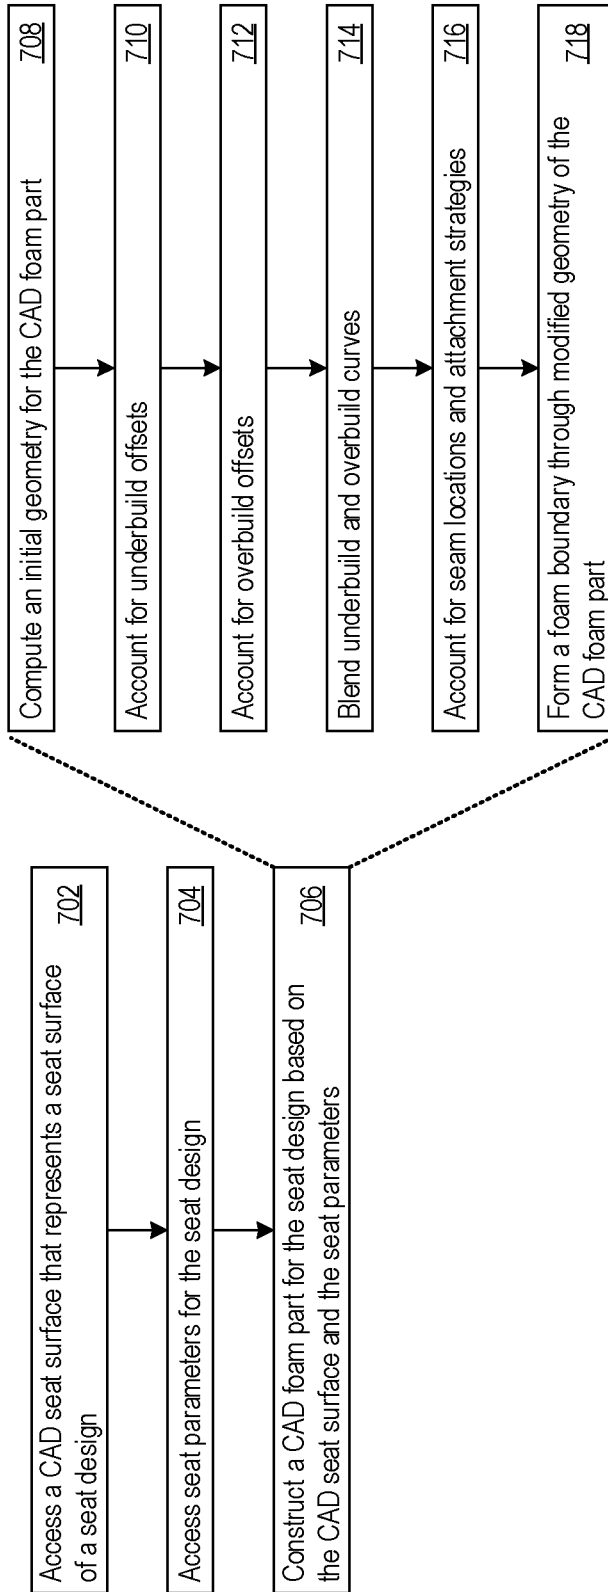 Access a CAD seat surface that represents a seat surface 702
of a seat design
Access seat parameters for the seat design 704
Construct a CAD foam part for the seat design based on 706
the CAD seat surface and the seat parameters
Compute an initial geometry for the CAD foam part 708
Account for underbuild offsets 710
Account for overbuild offsets 712
Blend underbuild and overbuild curves 714
Account for seam locations and attachment strategies 716
Form a foam boundary through modified geometry of the 718
CAD foam part